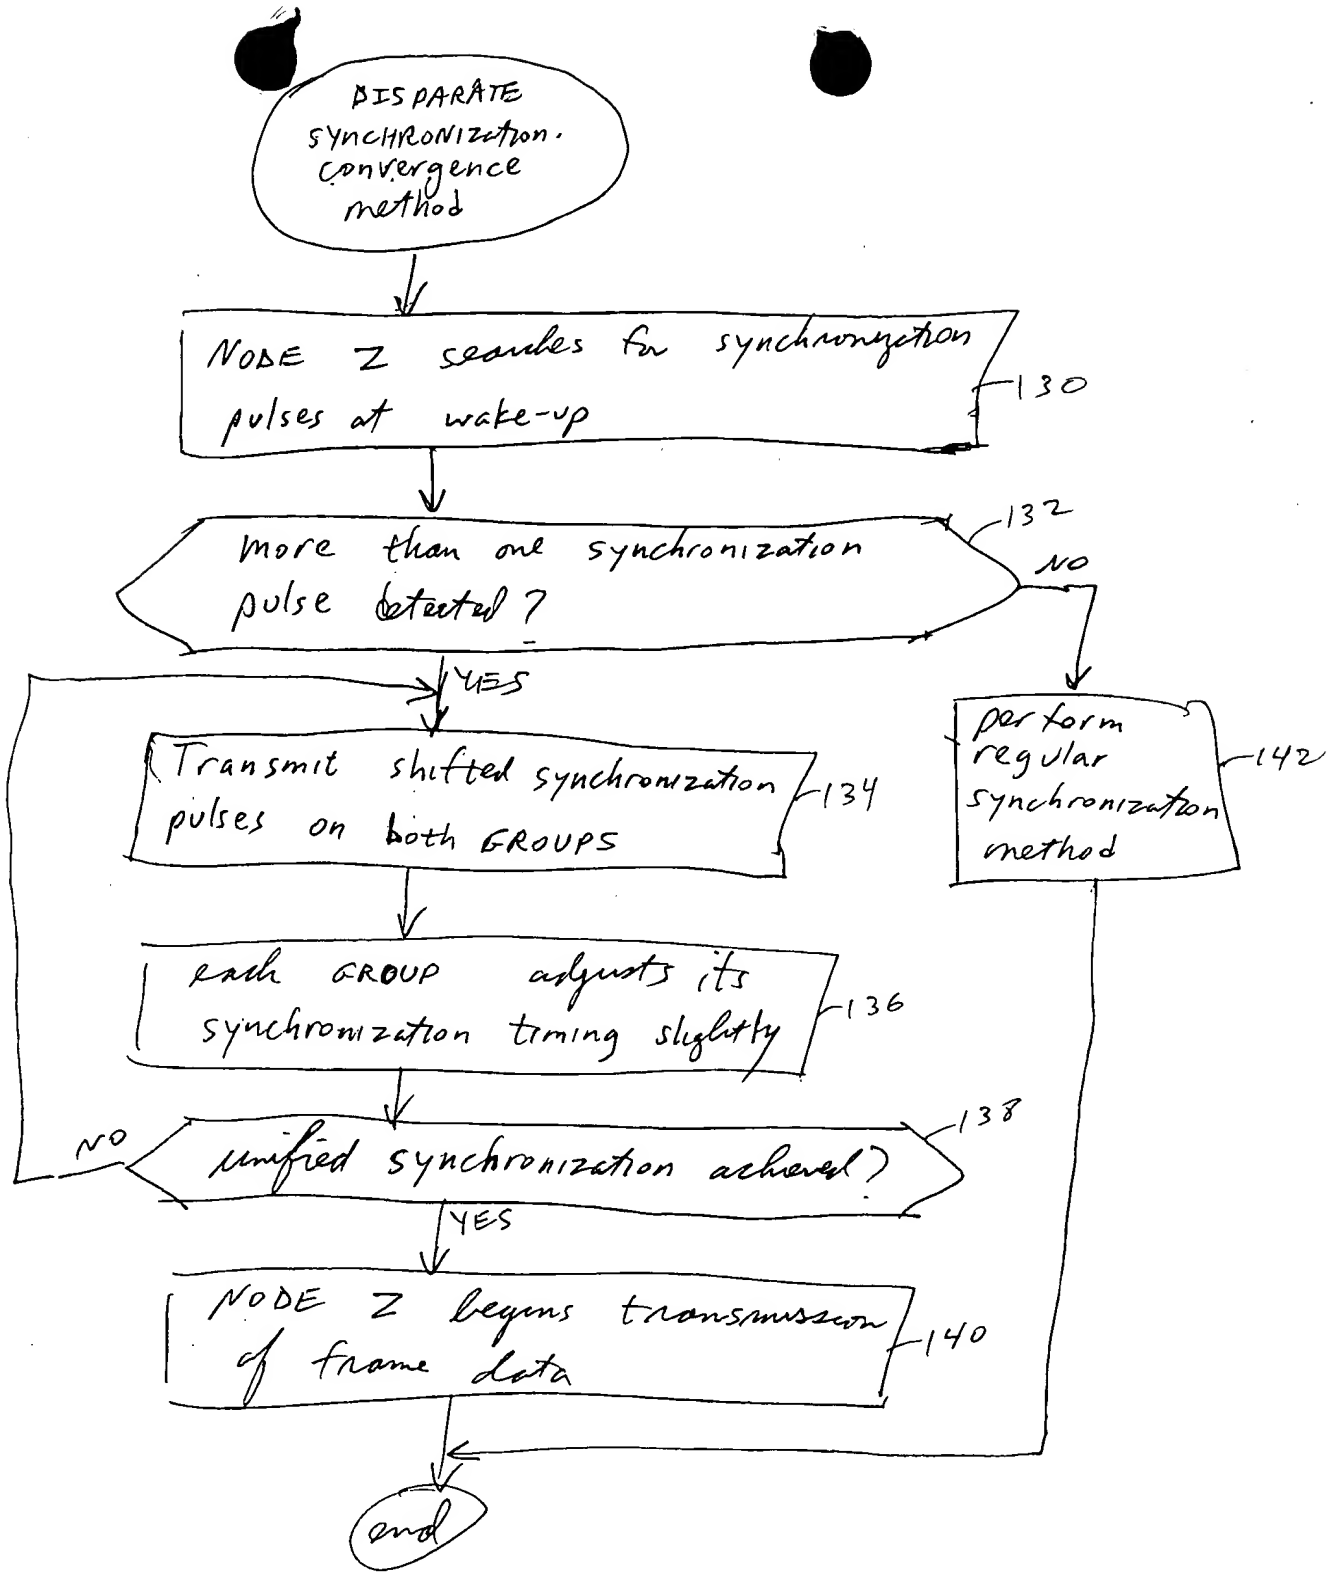 DISPARATE
SYNCHRONIZation
convergence
method
NODE Z searches for synchronization
pulses at wake-up
130
more than one synchronization
pulse detected?
132
NO
YES
Transmit shifted synchronization
pulses on both GROUPS
134
perform
regular
synchronization
method
142
each GROUP adjusts its
synchronization timing slightly
136
unified synchronization achieved?
138
NO
YES
NODE Z begins transmission
of frame data
140
end